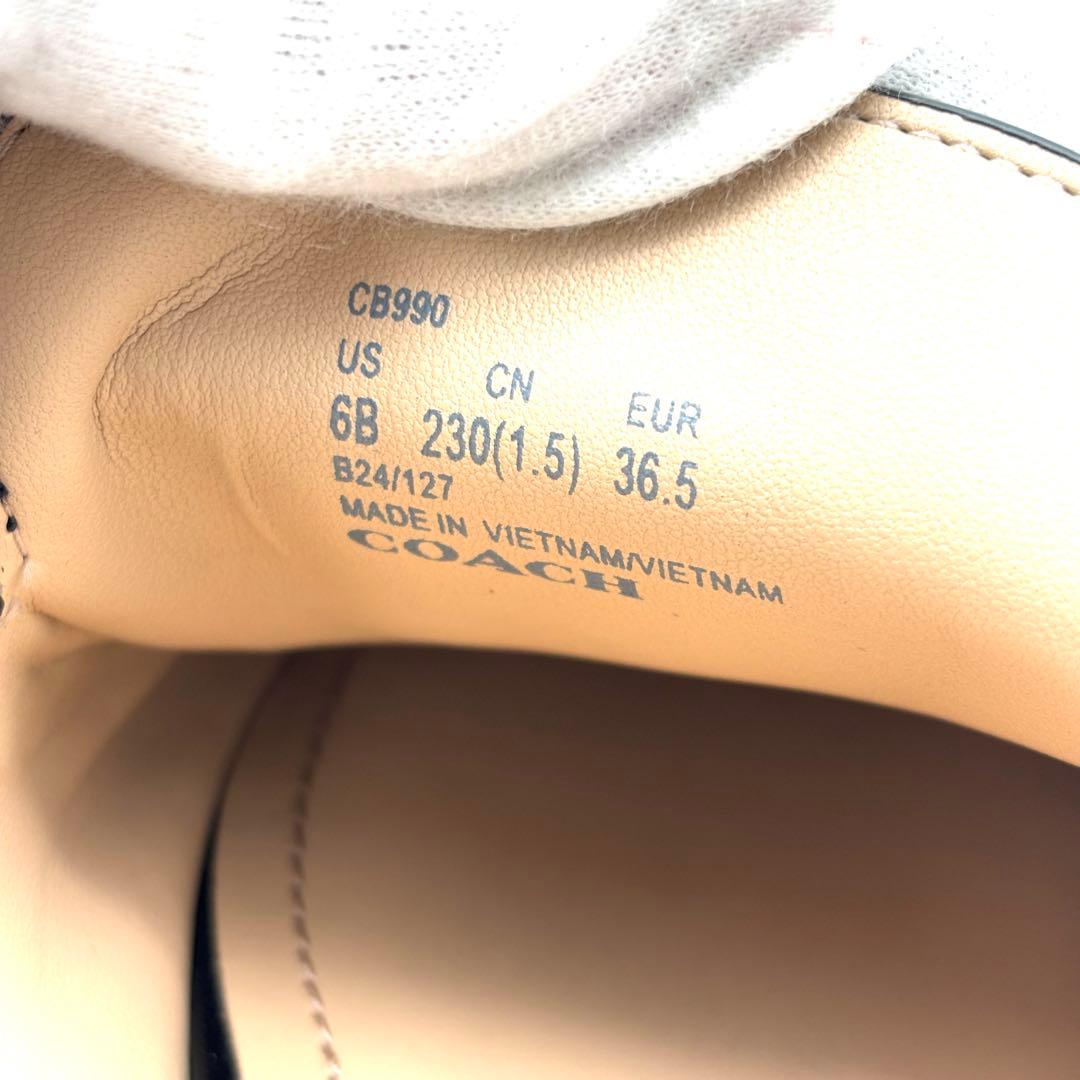 CB990
US CN EUR
6B 230(1.5) 36.5
B24/127
MADE IN VIETNAM/VIETNAM
COACH